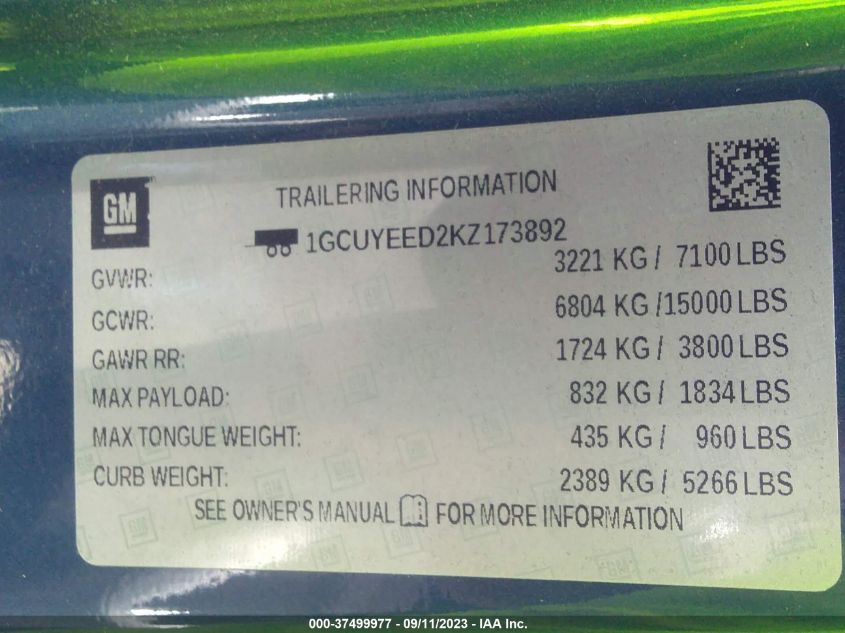 GM
TRAILERING INFORMATION
1GCUYEED2KZ173892
GVWR: 3221 KG / 7100 LBS
GCWR: 6804 KG /15000 LBS
GAWR RR: 1724 KG / 3800 LBS
MAX PAYLOAD: 832 KG / 1834 LBS
MAX TONGUE WEIGHT: 435 KG / 960 LBS
CURB WEIGHT: 2389 KG / 5266 LBS
SEE OWNER'S MANUAL FOR MORE INFORMATION
000-37499977 - 09/11/2023 - IAA Inc.